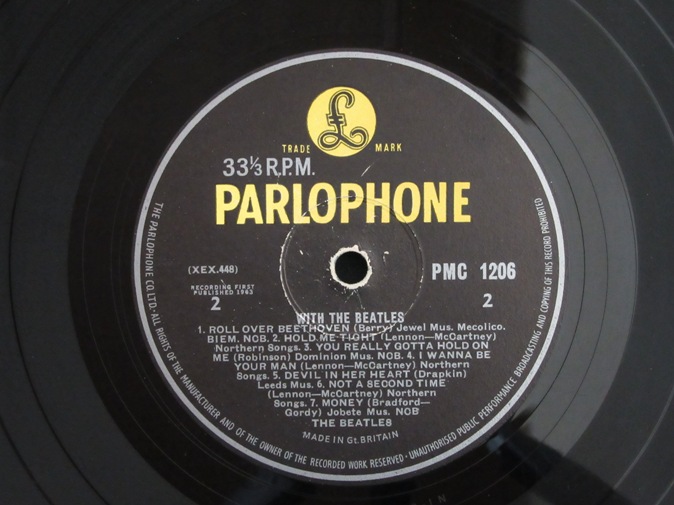 £
TRADE MARK
33⅓ R.P.M.
PARLOPHONE
(XEX.448)
PMC 1206
RECORDING FIRST
PUBLISHED 1963
2
2
WITH THE BEATLES
1. ROLL OVER BEETHOVEN (Berry) Jewel Mus. Mecolico.
BIEM. NOB. 2. HOLD ME TIGHT (Lennon—McCartney)
Northern Songs. 3. YOU REALLY GOTTA HOLD ON
ME (Robinson) Dominion Mus. NOB. 4. I WANNA BE
YOUR MAN (Lennon—McCartney) Northern
Songs. 5. DEVIL IN HER HEART (Drapkin)
Leeds Mus. 6. NOT A SECOND TIME
(Lennon—McCartney) Northern
Songs. 7. MONEY (Bradford—
Gordy) Jobete Mus. NOB
THE BEATLES
MADE IN Gt. BRITAIN
THE PARLOPHONE CO. LTD. · ALL RIGHTS OF THE MANUFACTURER AND OF THE OWNER OF THE RECORDED WORK RESERVED · UNAUTHORISED PUBLIC PERFORMANCE BROADCASTING AND COPYING OF THIS RECORD PROHIBITED